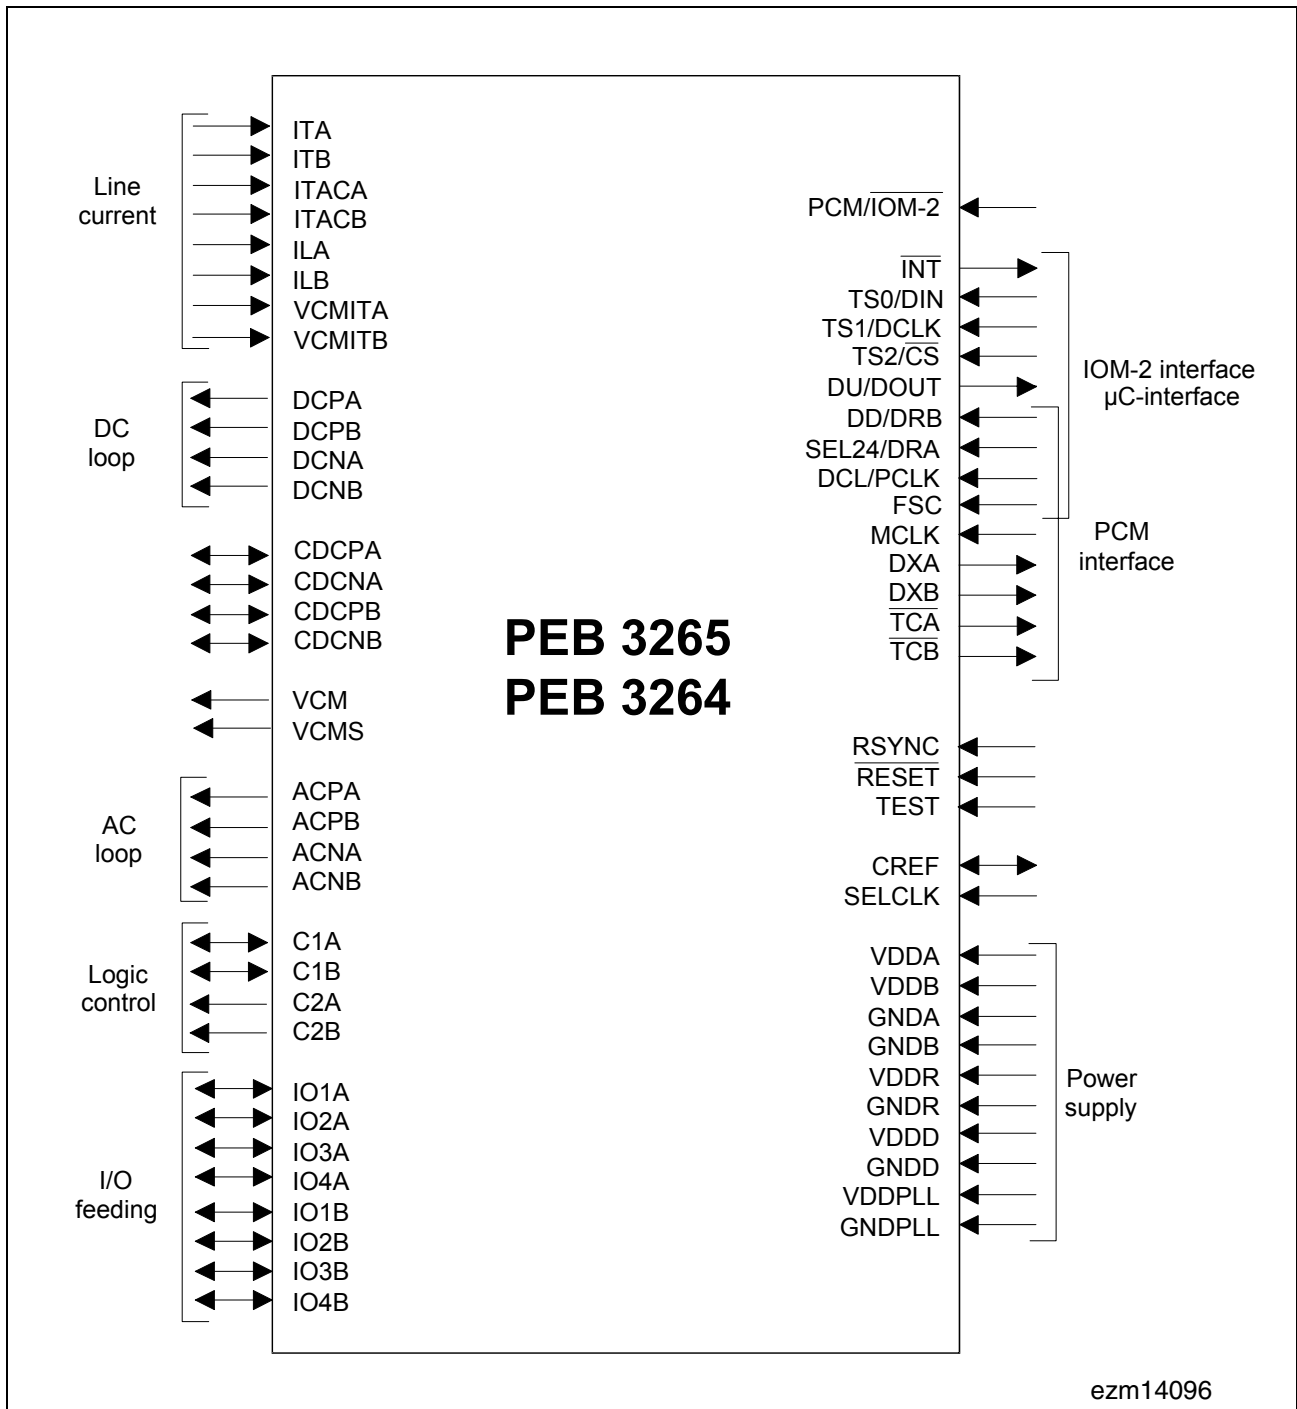 Line
current
ITA
ITB
ITACA
ITACB
ILA
ILB
VCMITA
VCMITB
DC
loop
DCPA
DCPB
DCNA
DCNB
CDCPA
CDCNA
CDCPB
CDCNB
VCM
VCMS
AC
loop
ACPA
ACPB
ACNA
ACNB
Logic
control
C1A
C1B
C2A
C2B
I/O
feeding
IO1A
IO2A
IO3A
IO4A
IO1B
IO2B
IO3B
IO4B
PEB 3265
PEB 3264
PCM/IOM-2
INT
TS0/DIN
TS1/DCLK
TS2/CS
DU/DOUT
DD/DRB
SEL24/DRA
DCL/PCLK
FSC
MCLK
DXA
DXB
TCA
TCB
IOM-2 interface
µC-interface
PCM
interface
RSYNC
RESET
TEST
CREF
SELCLK
VDDA
VDDB
GNDA
GNDB
VDDR
GNDR
VDDD
GNDD
VDDPLL
GNDPLL
Power
supply
ezm14096